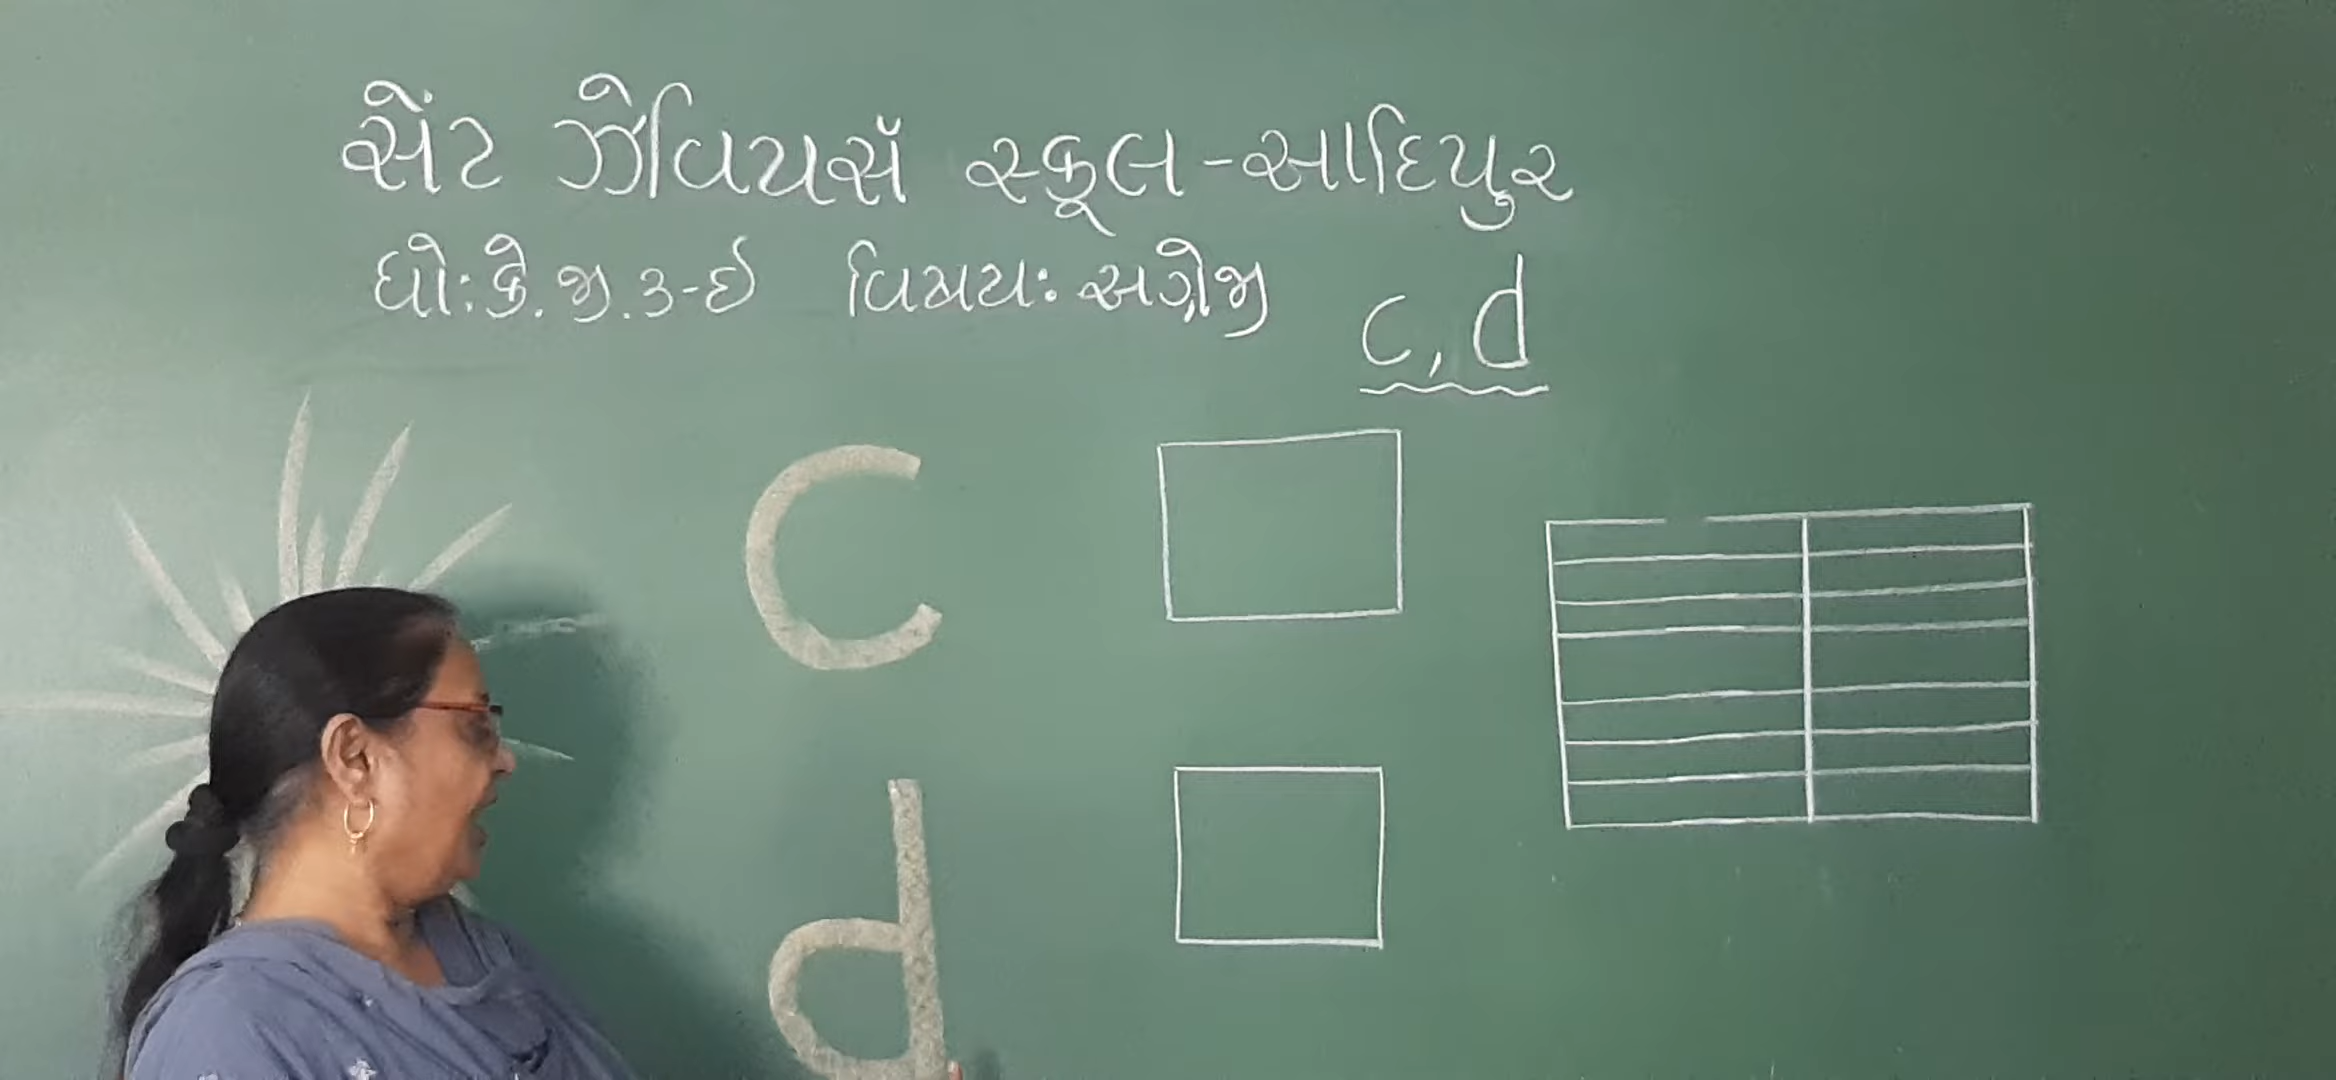 સેંટ ઝેવિયર્સ સ્કૂલ-આદિપુર
ધો:કે.જી.૩-ઈ વિષય: અંગ્રેજી
c, d
c
d